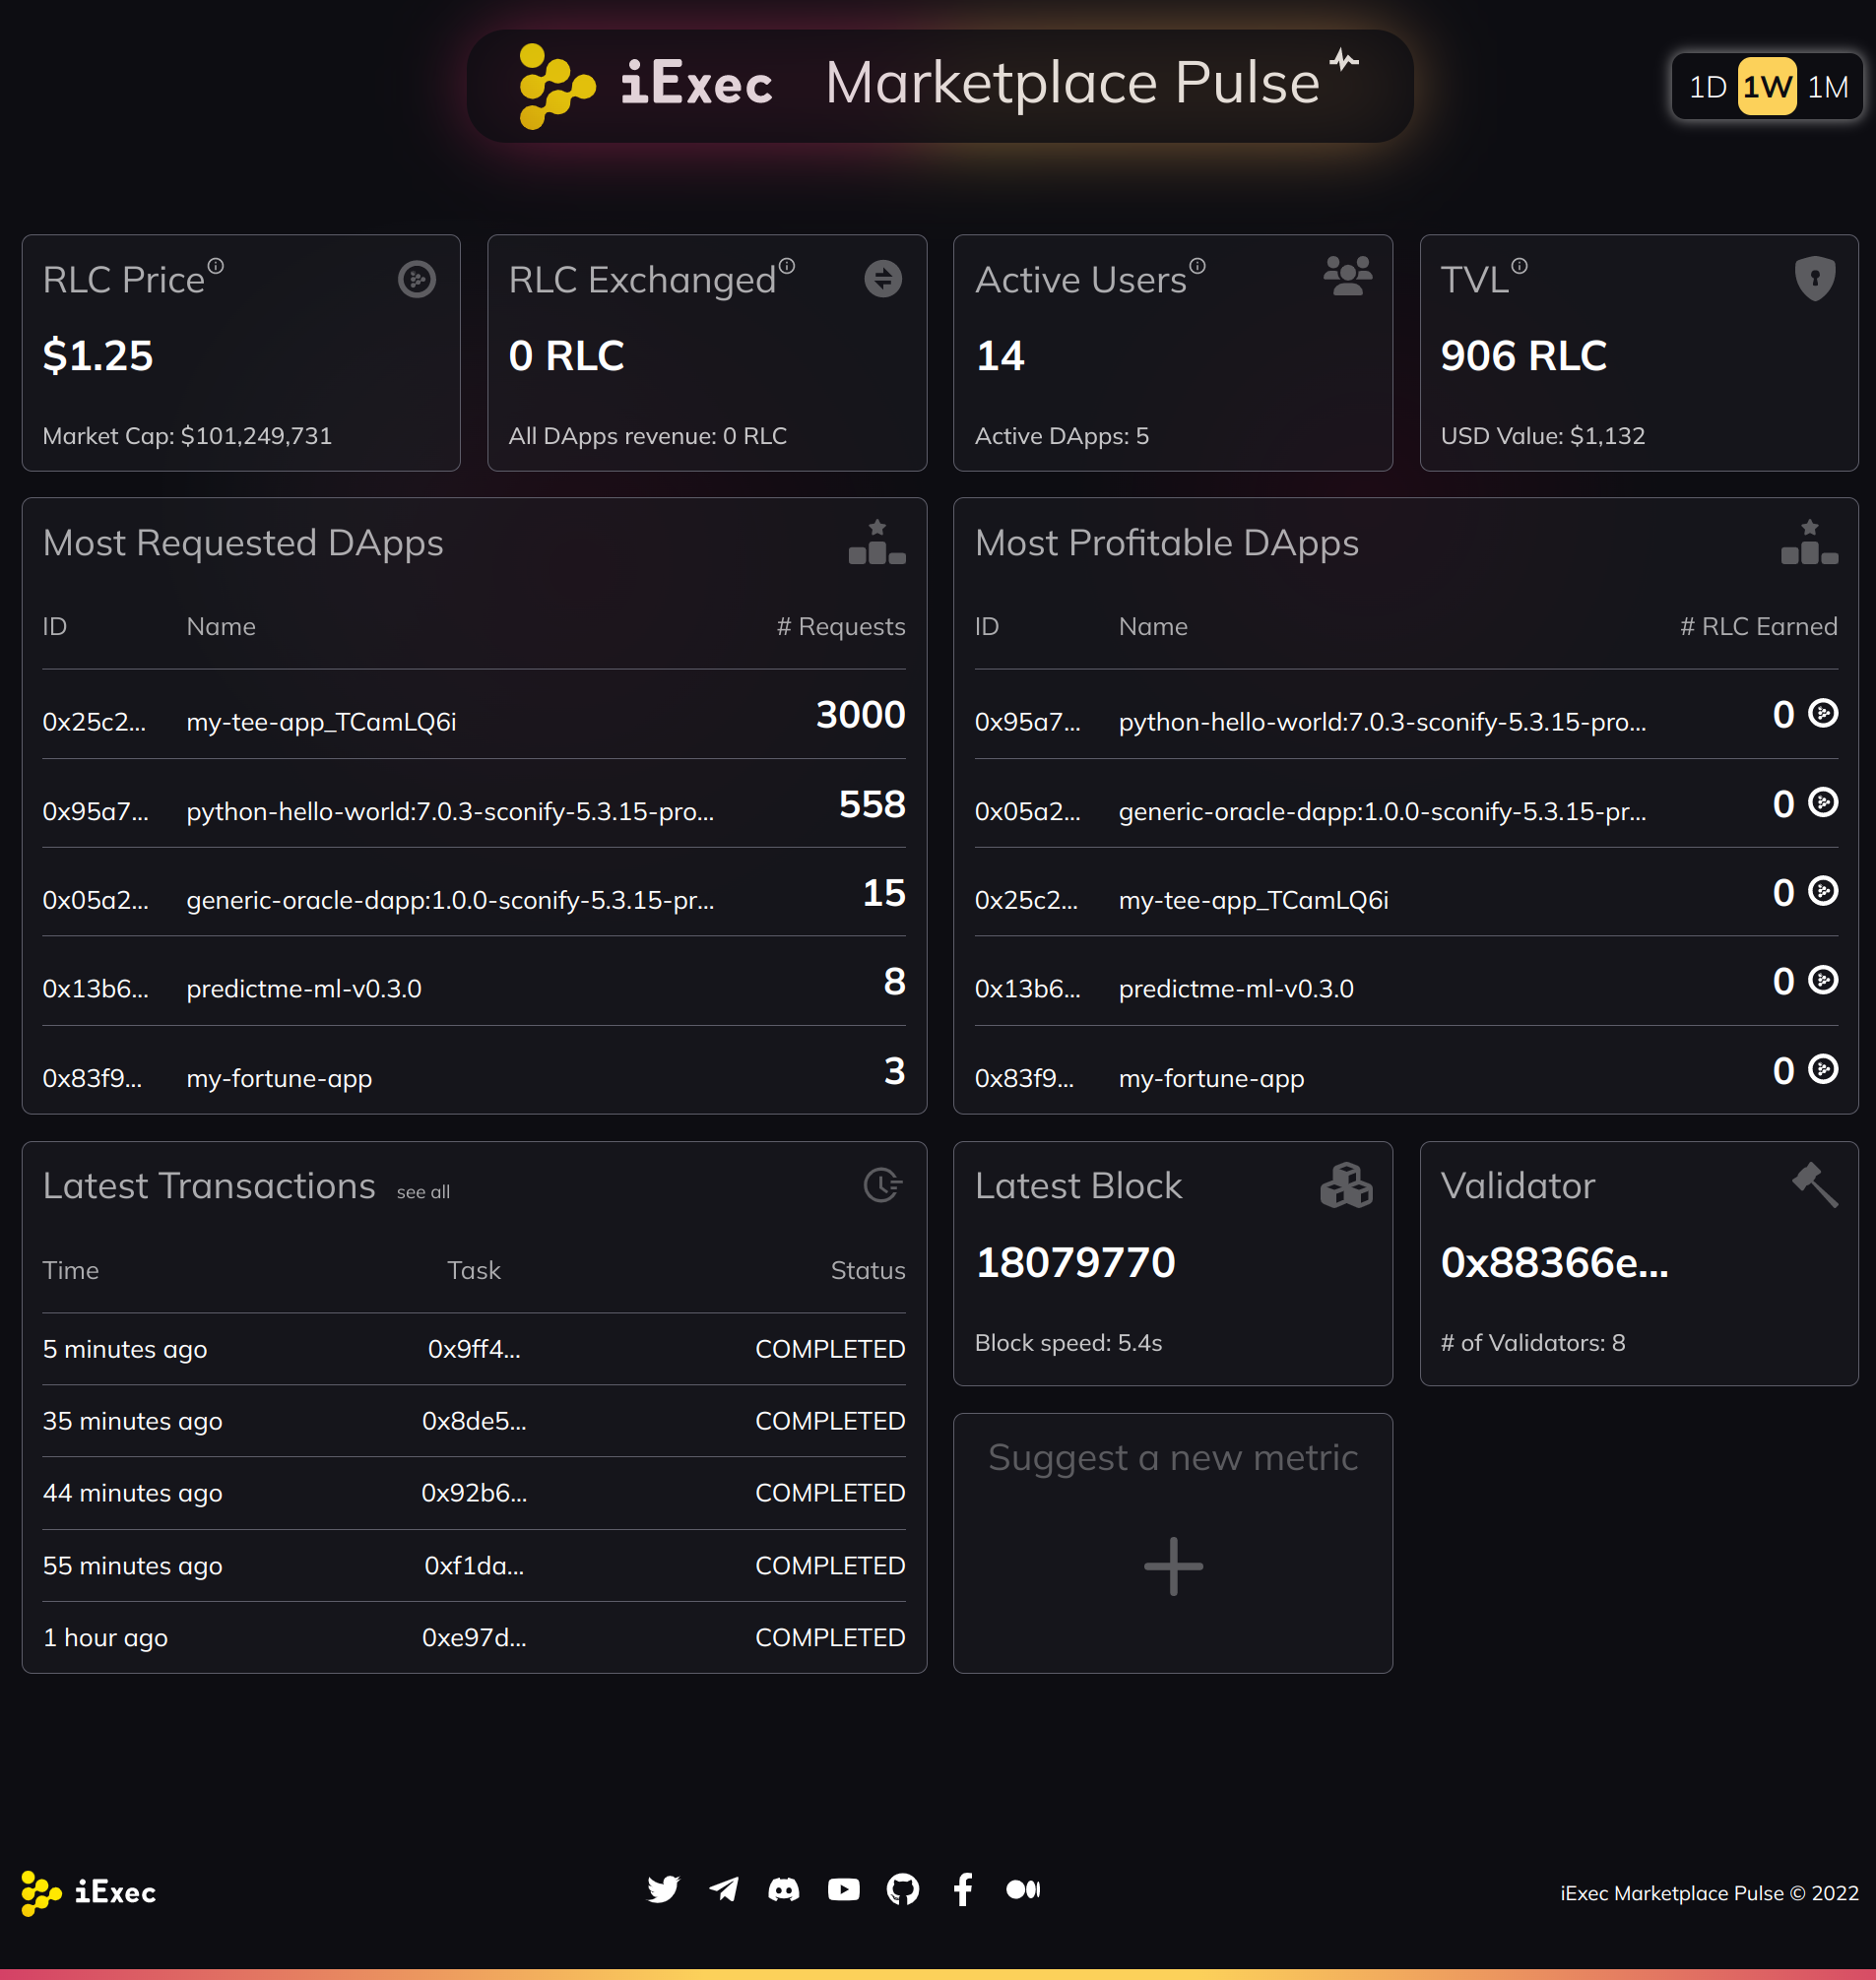 iExec Marketplace Pulse
1D 1W 1M
RLC Price
$1.25
Market Cap: $101,249,731
RLC Exchanged
0 RLC
All DApps revenue: 0 RLC
Active Users
14
Active DApps: 5
TVL
906 RLC
USD Value: $1,132
Most Requested DApps
ID Name # Requests
0x25c2... my-tee-app_TCamLQ6i 3000
0x95a7... python-hello-world:7.0.3-sconify-5.3.15-pro... 558
0x05a2... generic-oracle-dapp:1.0.0-sconify-5.3.15-pr... 15
0x13b6... predictme-ml-v0.3.0 8
0x83f9... my-fortune-app 3
Most Profitable DApps
ID Name # RLC Earned
0x95a7... python-hello-world:7.0.3-sconify-5.3.15-pro... 0
0x05a2... generic-oracle-dapp:1.0.0-sconify-5.3.15-pr... 0
0x25c2... my-tee-app_TCamLQ6i 0
0x13b6... predictme-ml-v0.3.0 0
0x83f9... my-fortune-app 0
Latest Transactions see all
Time Task Status
5 minutes ago 0x9ff4... COMPLETED
35 minutes ago 0x8de5... COMPLETED
44 minutes ago 0x92b6... COMPLETED
55 minutes ago 0xf1da... COMPLETED
1 hour ago 0xe97d... COMPLETED
Latest Block
18079770
Block speed: 5.4s
Validator
0x88366e...
# of Validators: 8
Suggest a new metric
iExec
iExec Marketplace Pulse © 2022